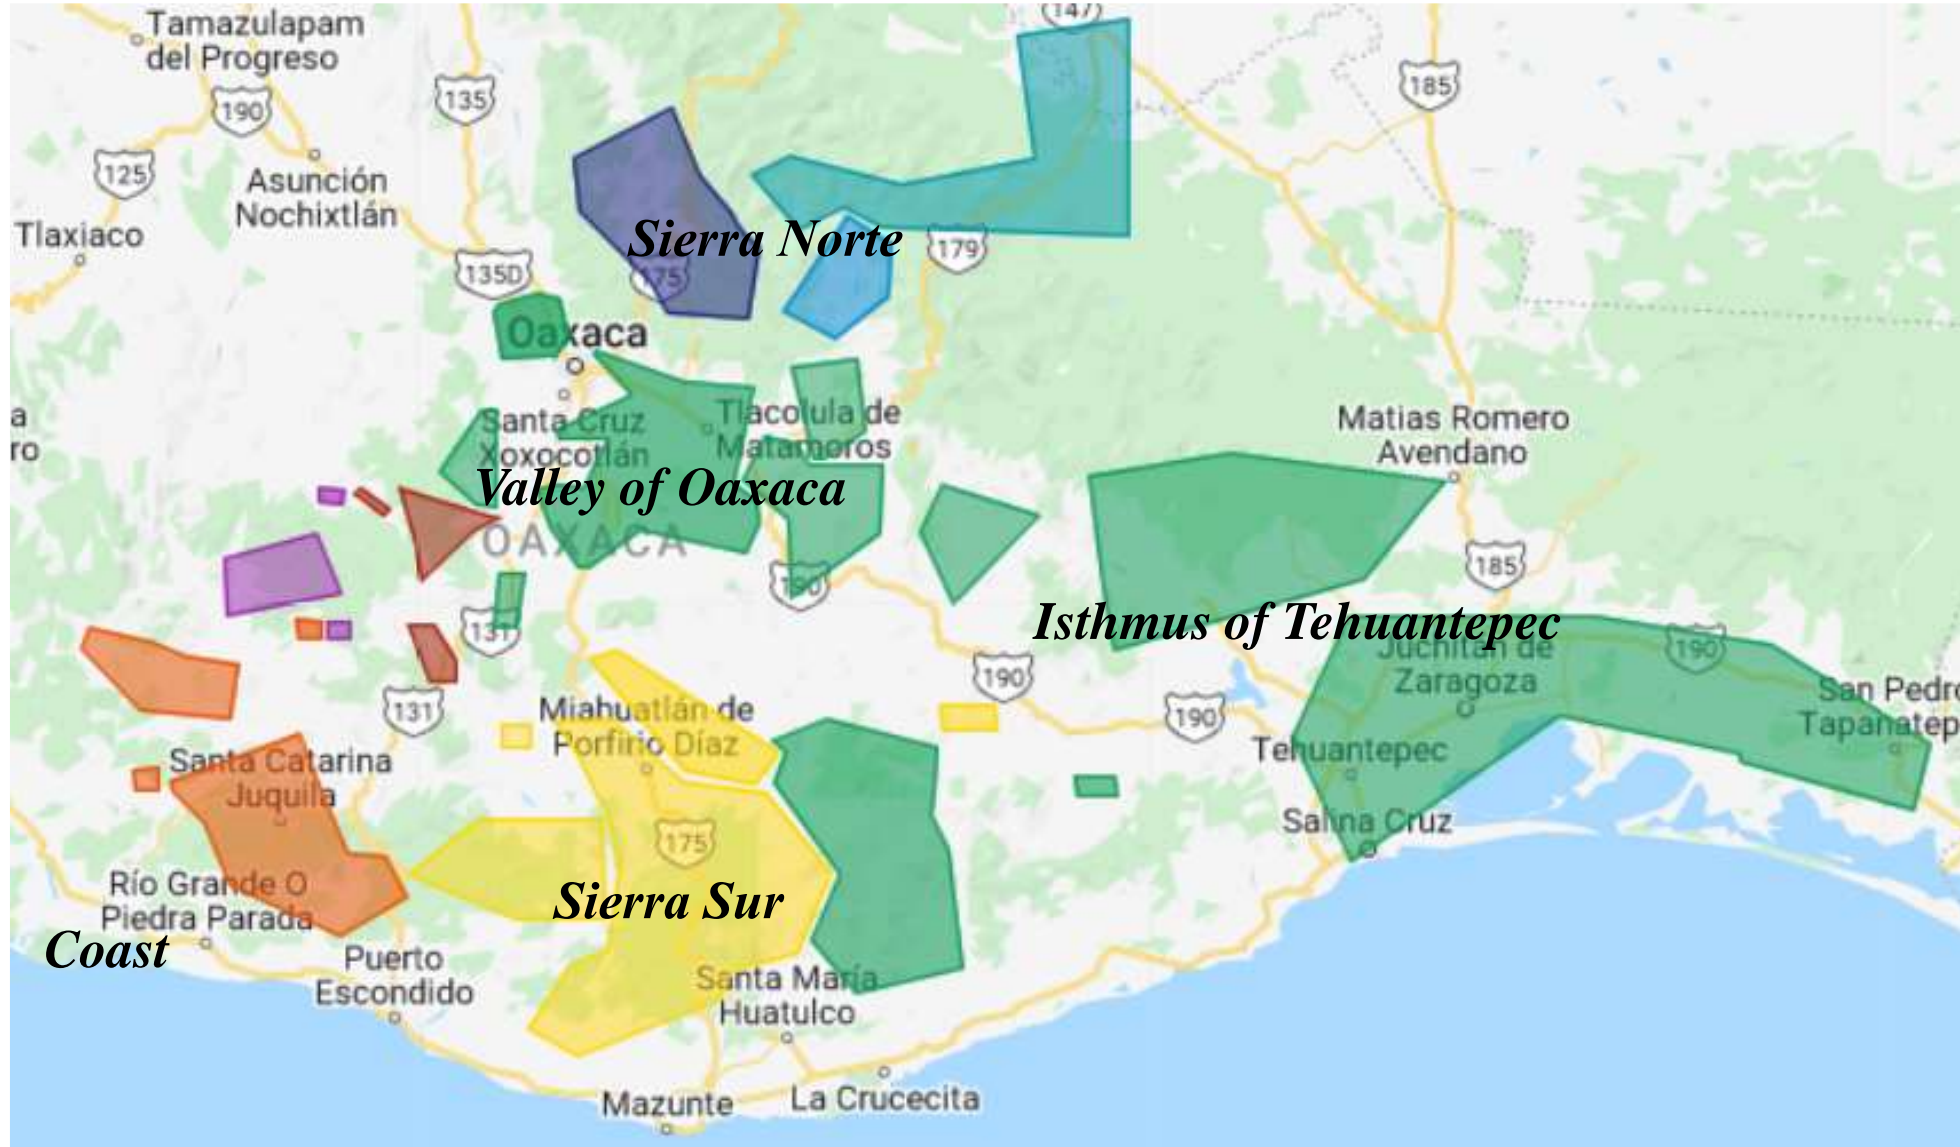 Tamazulapam
del Progreso
147
135
190
185
125
Asunción
Nochixtlán
Tlaxiaco
Sierra Norte
179
135D
175
Oaxaca
a
ro
Santa Cruz
Xoxocotlán
Tlacolula de
Matamoros
Matias Romero
Avendano
Valley of Oaxaca
OAXACA
190
185
131
Isthmus of Tehuantepec
Juchitán de
Zaragoza
190
190
San Pedro
Tapanatep
131
Miahuatlán de
Porfirio Díaz
190
Tehuantepec
Santa Catarina
Juquila
Salina Cruz
175
Río Grande O
Piedra Parada
Sierra Sur
Coast
Puerto
Escondido
Santa María
Huatulco
Mazunte
La Crucecita